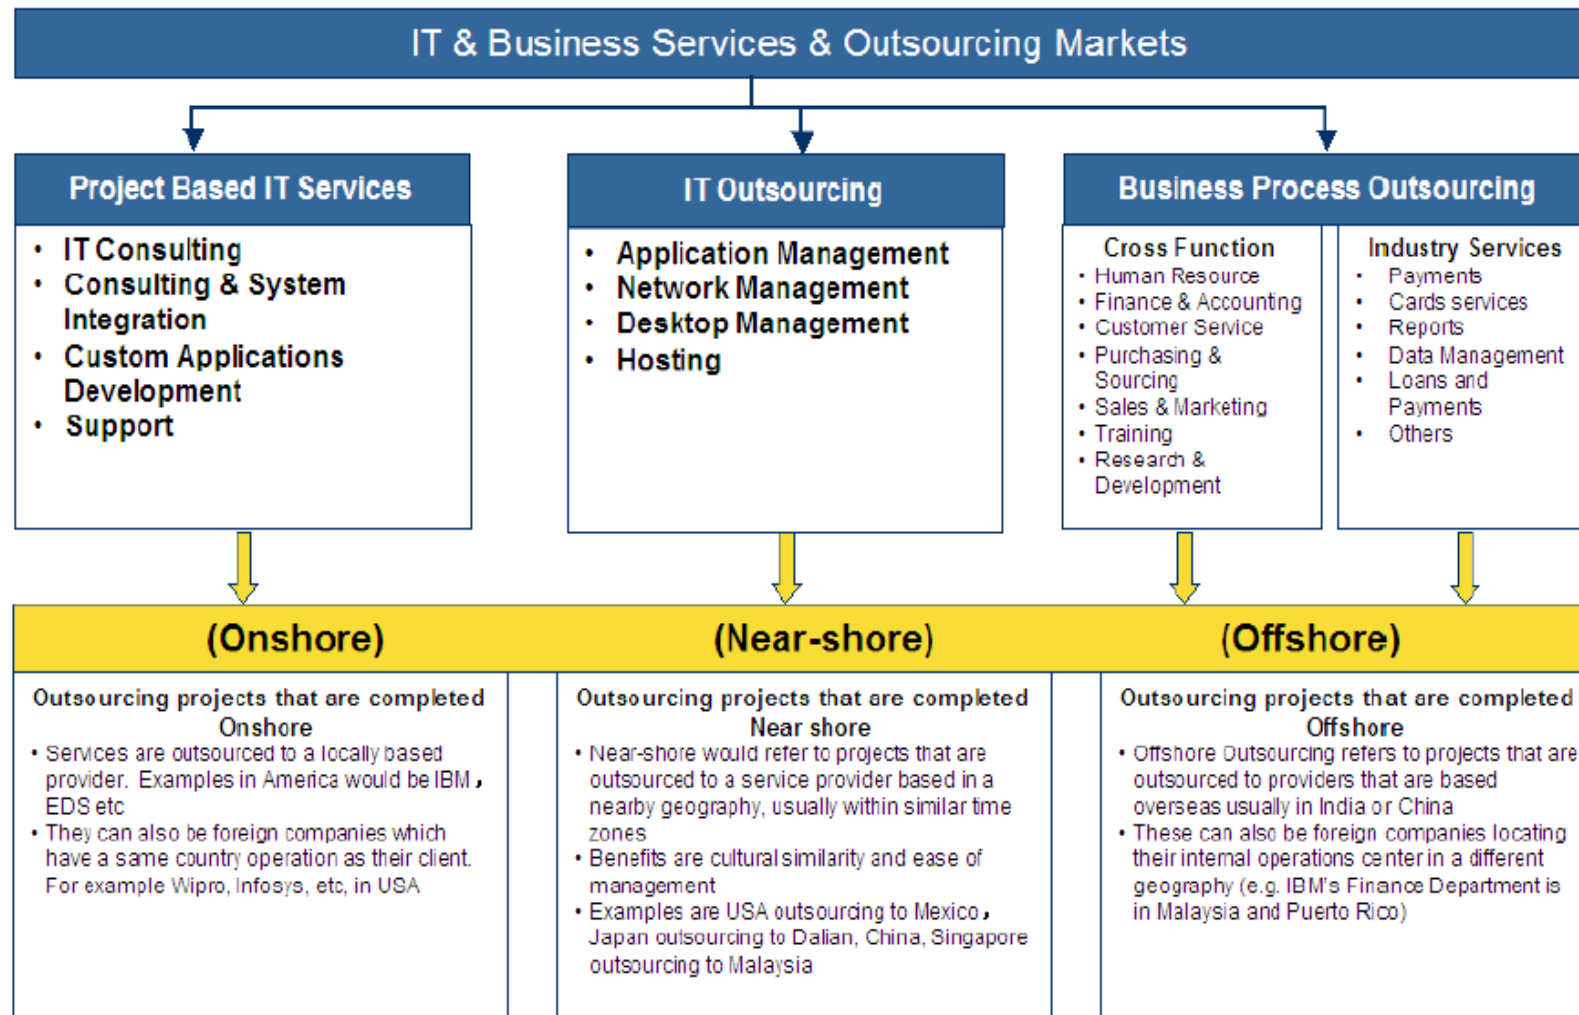 IT & Business Services & Outsourcing Markets
Project Based IT Services
• IT Consulting
• Consulting & System
Integration
• Custom Applications
Development
• Support
IT Outsourcing
• Application Management
• Network Management
• Desktop Management
• Hosting
Business Process Outsourcing
Cross Function
• Human Resource
• Finance & Accounting
• Customer Service
• Purchasing &
Sourcing
• Sales & Marketing
• Training
• Research &
Development
Industry Services
• Payments
• Cards services
• Reports
• Data Management
• Loans and
Payments
• Others
(Onshore)
(Near-shore)
(Offshore)
Outsourcing projects that are completed
Onshore
• Services are outsourced to a locally based
provider. Examples in America would be IBM,
EDS etc
• They can also be foreign companies which
have a same country operation as their client.
For example Wipro, Infosys, etc, in USA
Outsourcing projects that are completed
Near shore
• Near-shore would refer to projects that are
outsourced to a service provider based in a
nearby geography, usually within similar time
zones
• Benefits are cultural similarity and ease of
management
• Examples are USA outsourcing to Mexico,
Japan outsourcing to Dalian, China, Singapore
outsourcing to Malaysia
Outsourcing projects that are completed
Offshore
• Offshore Outsourcing refers to projects that are
outsourced to providers that are based
overseas usually in India or China
• These can also be foreign companies locating
their internal operations center in a different
geography (e.g. IBM's Finance Department is
in Malaysia and Puerto Rico)